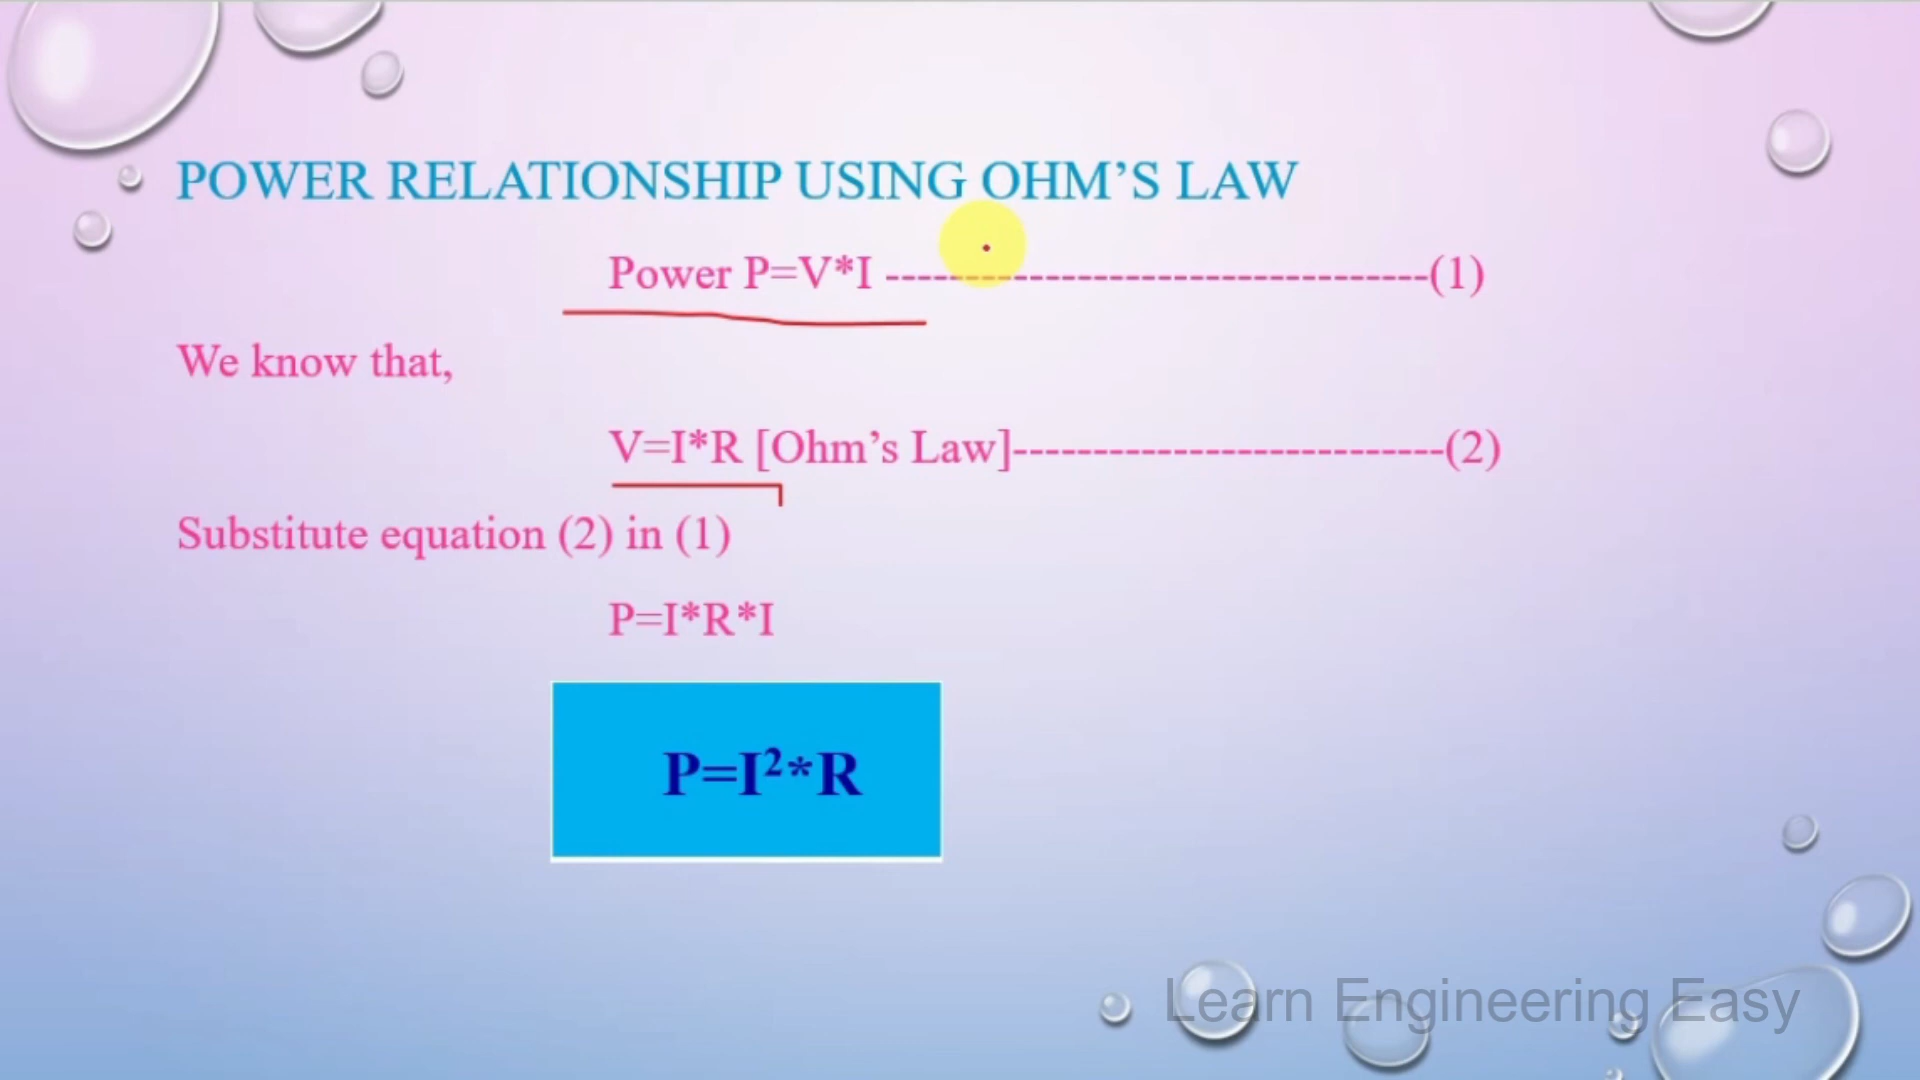 POWER RELATIONSHIP USING OHM’S LAW
Power P=V*I ----------------------------------(1)
We know that,
V=I*R [Ohm’s Law]---------------------------(2)
Substitute equation (2) in (1)
P=I*R*I
P=I²*R
Learn Engineering Easy